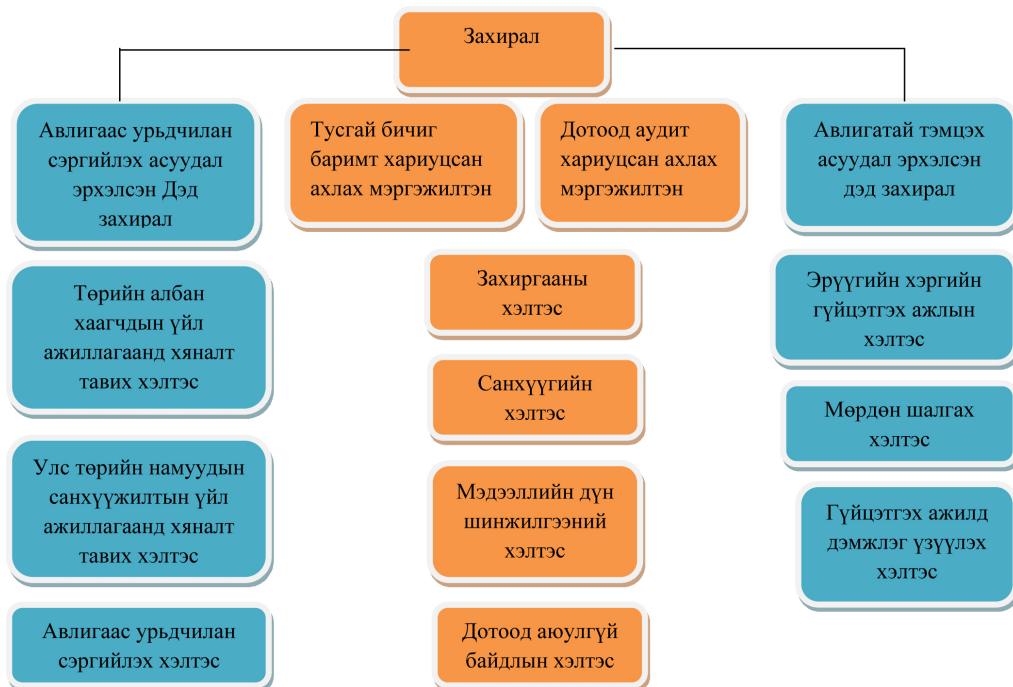 Захирал
Авлигаас урьдчилан
сэргийлэх асуудал
эрхэлсэн Дэд
захирал
Тусгай бичиг
баримт хариуцсан
ахлах мэргэжилтэн
Дотоод аудит
хариуцсан ахлах
мэргэжилтэн
Авлигатай тэмцэх
асуудал эрхэлсэн
дэд захирал
Төрийн албан
хаагчдын үйл
ажиллагаанд хяналт
тавих хэлтэс
Улс төрийн намуудын
санхүүжилтын үйл
ажиллагаанд хяналт
тавих хэлтэс
Авлигаас урьдчилан
сэргийлэх хэлтэс
Захиргааны
хэлтэс
Санхүүгийн
хэлтэс
Мэдээллийн дүн
шинжилгээний
хэлтэс
Дотоод аюулгүй
байдлын хэлтэс
Эрүүгийн хэргийн
гүйцэтгэх ажлын
хэлтэс
Мөрдөн шалгах
хэлтэс
Гүйцэтгэх ажилд
дэмжлэг үзүүлэх
хэлтэс